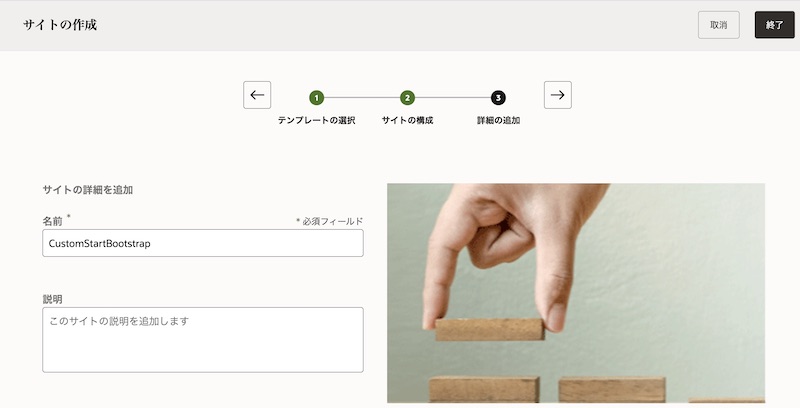 サイトの作成
取消
終了
1
2
3
テンプレートの選択
サイトの構成
詳細の追加
サイトの詳細を追加
名前 *
* 必須フィールド
CustomStartBootstrap
説明
このサイトの説明を追加します